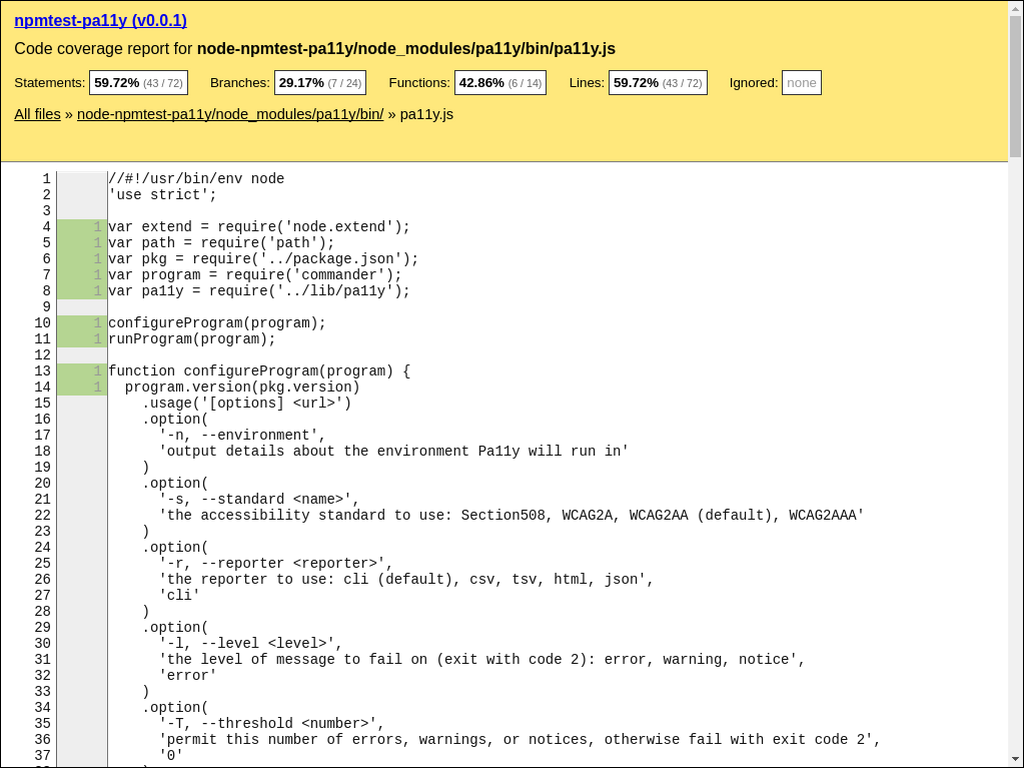 npmtest-pa11y (v0.0.1)
Code coverage report for node-npmtest-pa11y/node_modules/pa11y/bin/pa11y.js
Statements: 59.72% (43 / 72) Branches: 29.17% (7 / 24) Functions: 42.86% (6 / 14) Lines: 59.72% (43 / 72) Ignored: none
All files » node-npmtest-pa11y/node_modules/pa11y/bin/ » pa11y.js
1 //#!/usr/bin/env node
2 'use strict';
3
4 1 var extend = require('node.extend');
5 1 var path = require('path');
6 1 var pkg = require('../package.json');
7 1 var program = require('commander');
8 1 var pa11y = require('../lib/pa11y');
9
10 1 configureProgram(program);
11 1 runProgram(program);
12
13 1 function configureProgram(program) {
14 1   program.version(pkg.version)
15     .usage('[options] <url>')
16     .option(
17       '-n, --environment',
18       'output details about the environment Pa11y will run in'
19     )
20     .option(
21       '-s, --standard <name>',
22       'the accessibility standard to use: Section508, WCAG2A, WCAG2AA (default), WCAG2AAA'
23     )
24     .option(
25       '-r, --reporter <reporter>',
26       'the reporter to use: cli (default), csv, tsv, html, json',
27       'cli'
28     )
29     .option(
30       '-l, --level <level>',
31       'the level of message to fail on (exit with code 2): error, warning, notice',
32       'error'
33     )
34     .option(
35       '-T, --threshold <number>',
36       'permit this number of errors, warnings, or notices, otherwise fail with exit code 2',
37       '0'